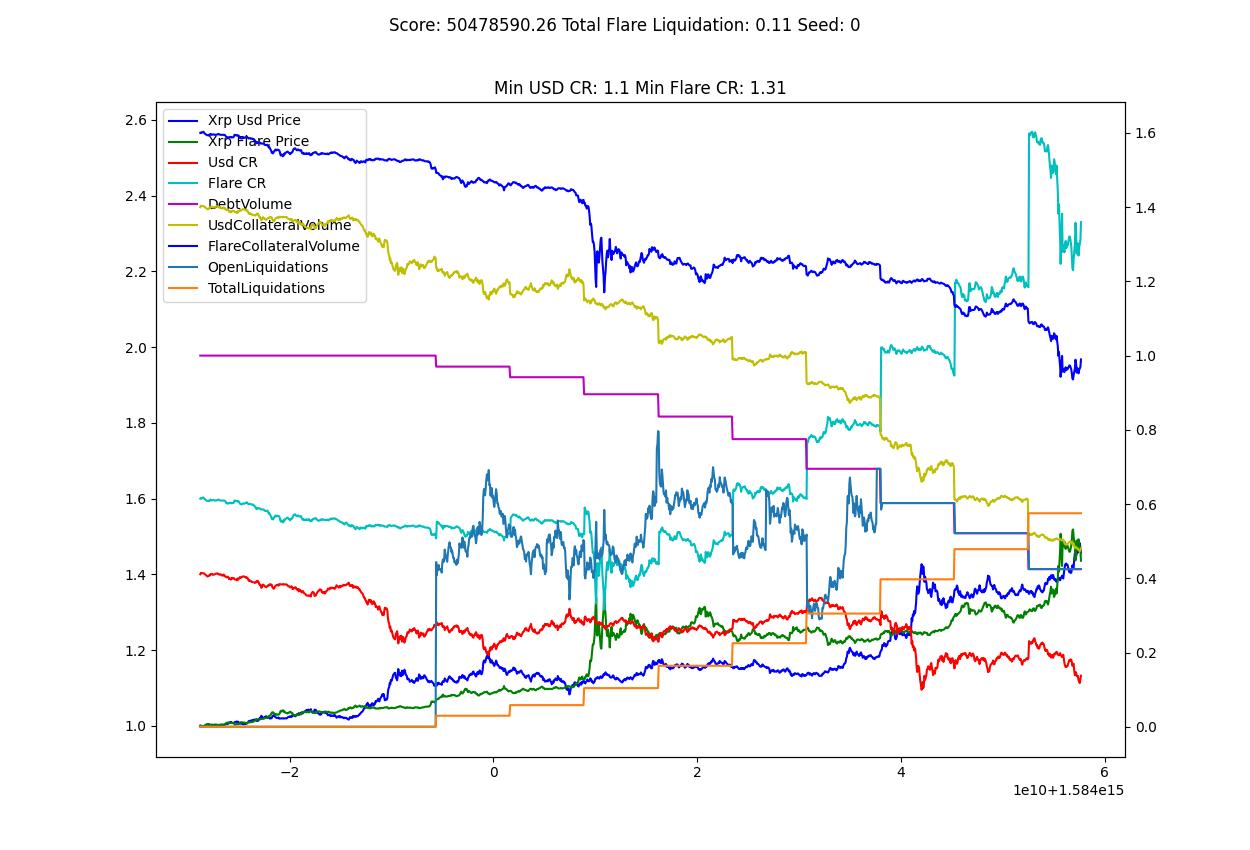 Score: 50478590.26 Total Flare Liquidation: 0.11 Seed: 0
Min USD CR: 1.1 Min Flare CR: 1.31
Xrp Usd Price
Xrp Flare Price
Usd CR
Flare CR
DebtVolume
UsdCollateralVolume
FlareCollateralVolume
OpenLiquidations
TotalLiquidations
2.6
2.4
2.2
2.0
1.8
1.6
1.4
1.2
1.0
1.6
1.4
1.2
1.0
0.8
0.6
0.4
0.2
0.0
−2 0 2 4 6
1e10+1.584e15